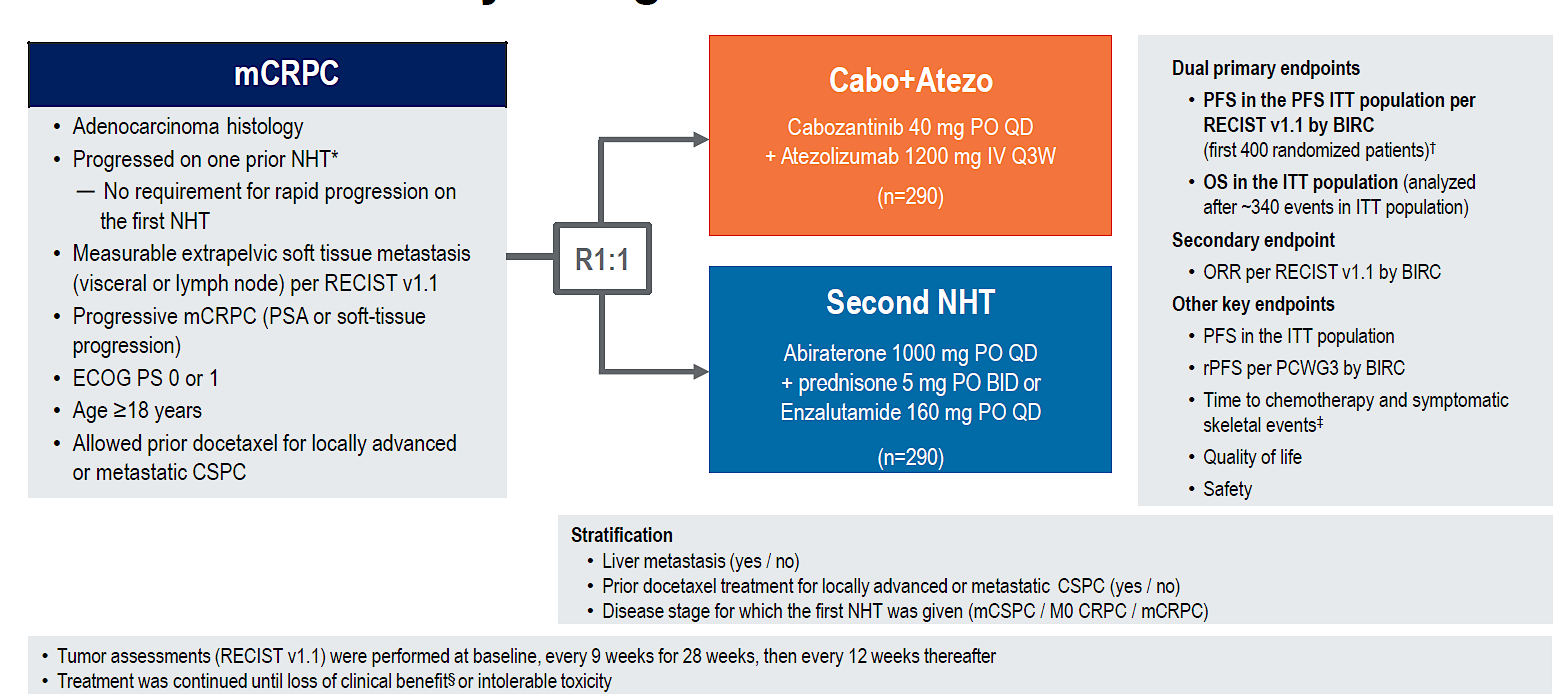 mCRPC
• Adenocarcinoma histology
• Progressed on one prior NHT*
— No requirement for rapid progression on
the first NHT
• Measurable extrapelvic soft tissue metastasis
(visceral or lymph node) per RECIST v1.1
• Progressive mCRPC (PSA or soft-tissue
progression)
• ECOG PS 0 or 1
• Age ≥18 years
• Allowed prior docetaxel for locally advanced
or metastatic CSPC
R1:1
Cabo+Atezo
Cabozantinib 40 mg PO QD
+ Atezolizumab 1200 mg IV Q3W
(n=290)
Second NHT
Abiraterone 1000 mg PO QD
+ prednisone 5 mg PO BID or
Enzalutamide 160 mg PO QD
(n=290)
Dual primary endpoints
• PFS in the PFS ITT population per
RECIST v1.1 by BIRC
(first 400 randomized patients)†
• OS in the ITT population (analyzed
after ~340 events in ITT population)
Secondary endpoint
• ORR per RECIST v1.1 by BIRC
Other key endpoints
• PFS in the ITT population
• rPFS per PCWG3 by BIRC
• Time to chemotherapy and symptomatic
skeletal events‡
• Quality of life
• Safety
Stratification
• Liver metastasis (yes / no)
• Prior docetaxel treatment for locally advanced or metastatic CSPC (yes / no)
• Disease stage for which the first NHT was given (mCSPC / M0 CRPC / mCRPC)
• Tumor assessments (RECIST v1.1) were performed at baseline, every 9 weeks for 28 weeks, then every 12 weeks thereafter
• Treatment was continued until loss of clinical benefit§ or intolerable toxicity